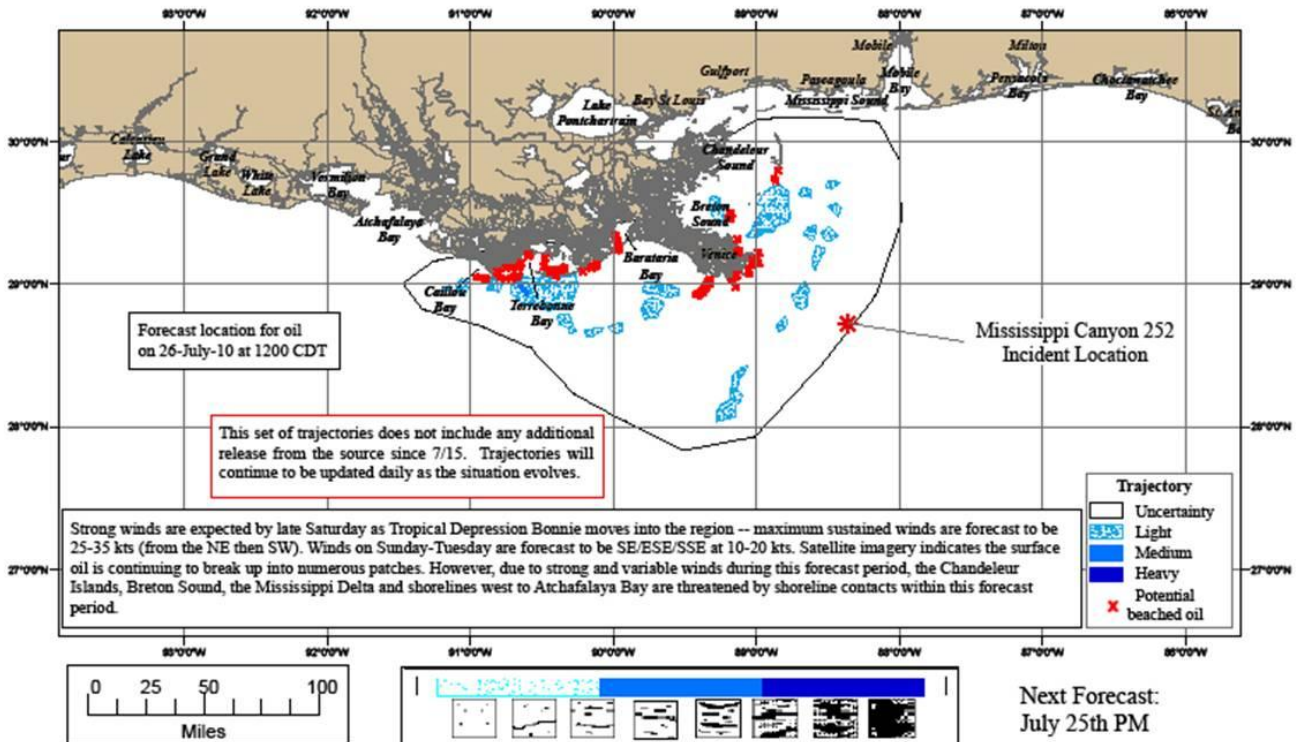 93°0'0"W 92°0'0"W 91°0'0"W 90°0'0"W 89°0'0"W 88°0'0"W 87°0'0"W 86°0'0"W
Mobile
Milton
Gulfport
Pascagoula
Mobile
Bay
Pensacola
Bay
Choctawatchee
Bay
Lake
Pontchartrain
Bay St Louis
Mississippi Sound
30°0'0"N
30°0'0"N
Calcasieu
Lake
Grand
Lake
White
Lake
Vermilion
Bay
Chandeleur
Sound
Atchafalaya
Bay
Breton
Sound
Venice
Barataria
Bay
29°0'0"N
29°0'0"N
Caillou
Bay
Terrebonne
Bay
Forecast location for oil
on 26-July-10 at 1200 CDT
Mississippi Canyon 252
Incident Location
28°0'0"N
28°0'0"N
This set of trajectories does not include any additional
release from the source since 7/15. Trajectories will
continue to be updated daily as the situation evolves.
Trajectory
Uncertainty
Light
Medium
Heavy
Potential
beached oil
Strong winds are expected by late Saturday as Tropical Depression Bonnie moves into the region -- maximum sustained winds are forecast to be
25-35 kts (from the NE then SW). Winds on Sunday-Tuesday are forecast to be SE/ESE/SSE at 10-20 kts. Satellite imagery indicates the surface
oil is continuing to break up into numerous patches. However, due to strong and variable winds during this forecast period, the Chandeleur
Islands, Breton Sound, the Mississippi Delta and shorelines west to Atchafalaya Bay are threatened by shoreline contacts within this forecast
period.
27°0'0"N
27°0'0"N
93°0'0"W 92°0'0"W 91°0'0"W 90°0'0"W 89°0'0"W 88°0'0"W 87°0'0"W 86°0'0"W
0 25 50 100
Miles
Next Forecast:
July 25th PM